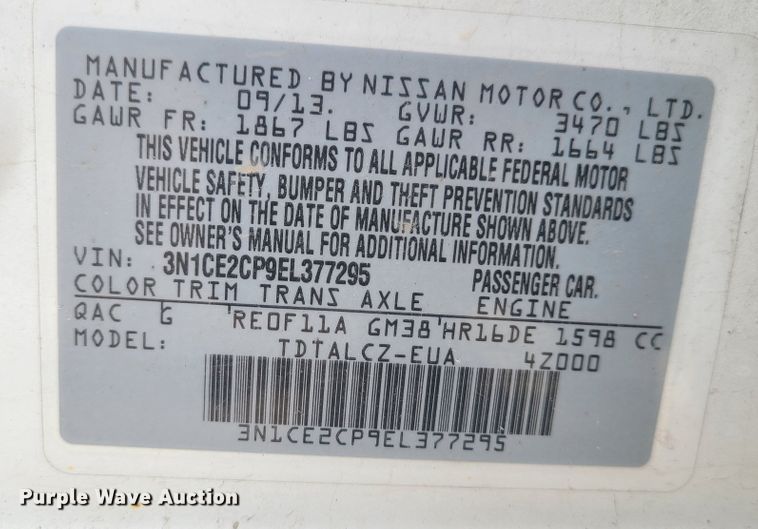 MANUFACTURED BY NISSAN MOTOR CO., LTD.
DATE: 09/13. GVWR: 3470 LBS
GAWR FR: 1867 LBS GAWR RR: 1664 LBS
THIS VEHICLE CONFORMS TO ALL APPLICABLE FEDERAL MOTOR
VEHICLE SAFETY, BUMPER AND THEFT PREVENTION STANDARDS
IN EFFECT ON THE DATE OF MANUFACTURE SHOWN ABOVE.
SEE OWNER'S MANUAL FOR ADDITIONAL INFORMATION.
VIN: 3N1CE2CP9EL377295 PASSENGER CAR.
COLOR TRIM TRANS AXLE ENGINE
QAC G RE0F11A GM38 HR16DE 1598 CC
MODEL: TDTALCZ-EUA 4Z000
3N1CE2CP9EL377295
Purple Wave Auction